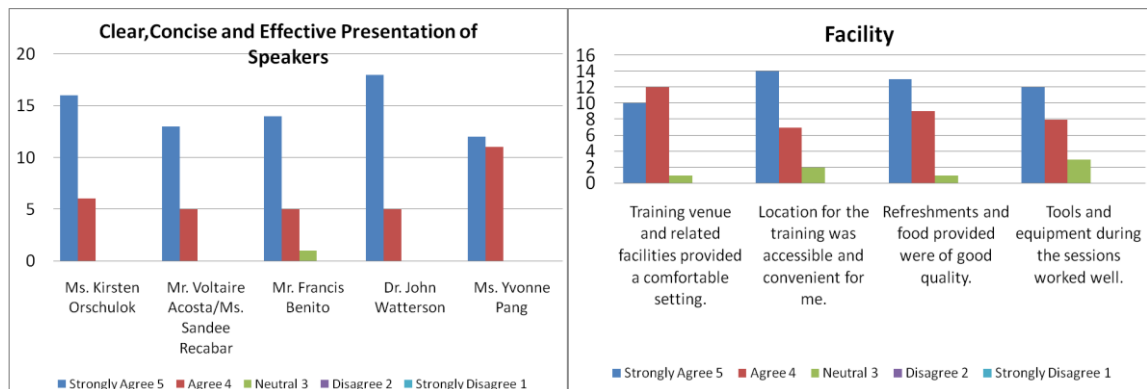 Clear,Concise and Effective Presentation of
Speakers
20
15
10
5
0
Ms. Kirsten
Orschulok
Mr. Voltaire
Acosta/Ms.
Sandee
Recabar
Mr. Francis
Benito
Dr. John
Watterson
Ms. Yvonne
Pang
Strongly Agree 5
Agree 4
Neutral 3
Disagree 2
Strongly Disagree 1
Facility
16
14
12
10
8
6
4
2
0
Training venue
and related
facilities provided
a comfortable
setting.
Location for the
training was
accessible and
convenient for
me.
Refreshments and
food provided
were of good
quality.
Tools and
equipment during
the sessions
worked well.
Strongly Agree 5
Agree 4
Neutral 3
Disagree 2
Strongly Disagree 1